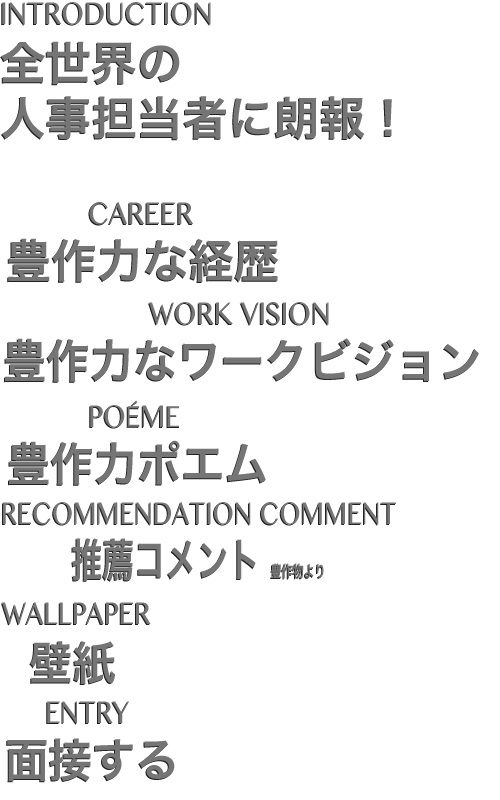 INTRODUCTION
全世界の
人事担当者に朗報！
CAREER
豊作力な経歴
WORK VISION
豊作力なワークビジョン
POÉME
豊作力ポエム
RECOMMENDATION COMMENT
推薦コメント 豊作物より
WALLPAPER
壁紙
ENTRY
面接する